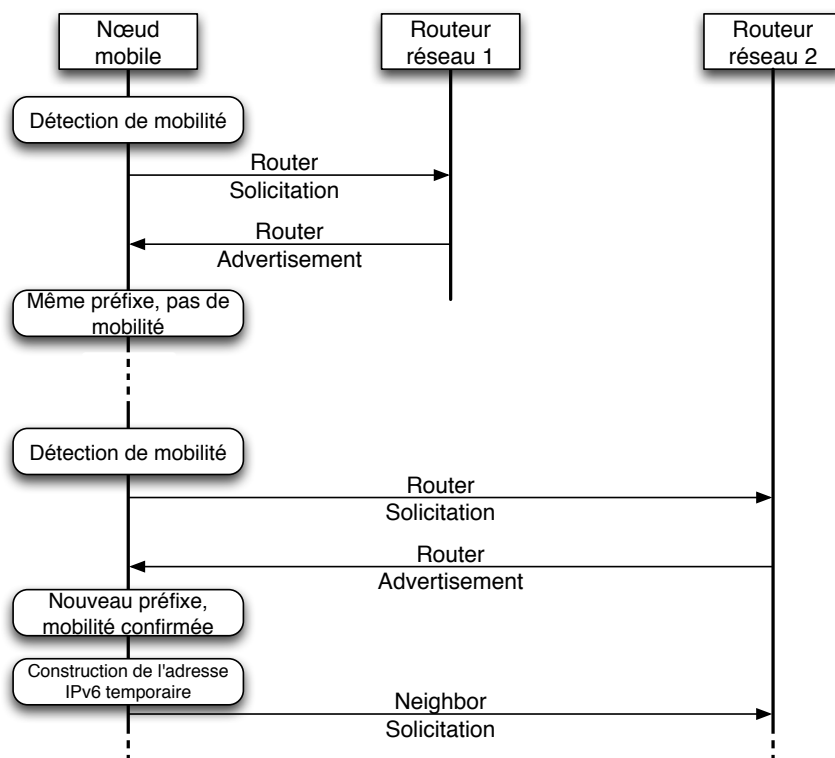 Nœud
mobile
Routeur
réseau 1
Routeur
réseau 2
Détection de mobilité
Router
Solicitation
Router
Advertisement
Même préfixe, pas de
mobilité
Détection de mobilité
Router
Solicitation
Router
Advertisement
Nouveau préfixe,
mobilité confirmée
Construction de l'adresse
IPv6 temporaire
Neighbor
Solicitation